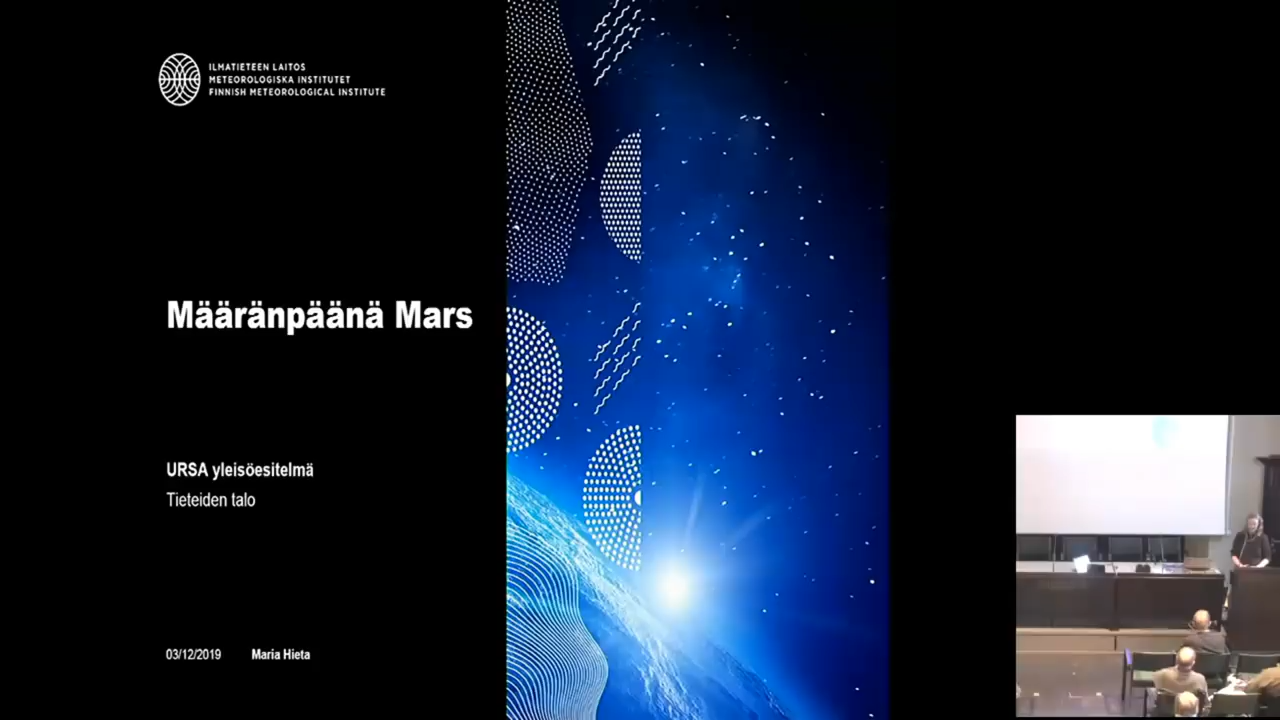 ILMATIETEEN LAITOS
METEOROLOGISKA INSTITUTET
FINNISH METEOROLOGICAL INSTITUTE
Määränpäänä Mars
URSA yleisöesitelmä
Tieteiden talo
03/12/2019 Maria Hieta